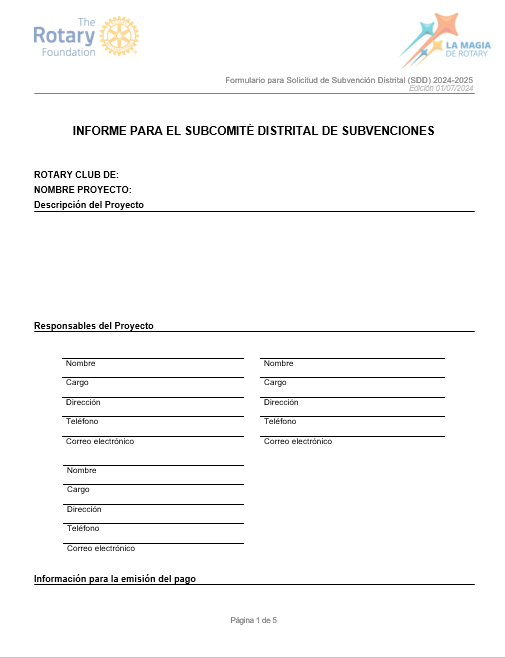 The
Rotary
Foundation
LA MAGIA
DE ROTARY
Formulario para Solicitud de Subvención Distrital (SDD) 2024-2025
Edición 01/07/2024
INFORME PARA EL SUBCOMITÉ DISTRITAL DE SUBVENCIONES
ROTARY CLUB DE:
NOMBRE PROYECTO:
Descripción del Proyecto
Responsables del Proyecto
Nombre Nombre
Cargo Cargo
Dirección Dirección
Teléfono Teléfono
Correo electrónico Correo electrónico
Nombre
Cargo
Dirección
Teléfono
Correo electrónico
Información para la emisión del pago
Página 1 de 5